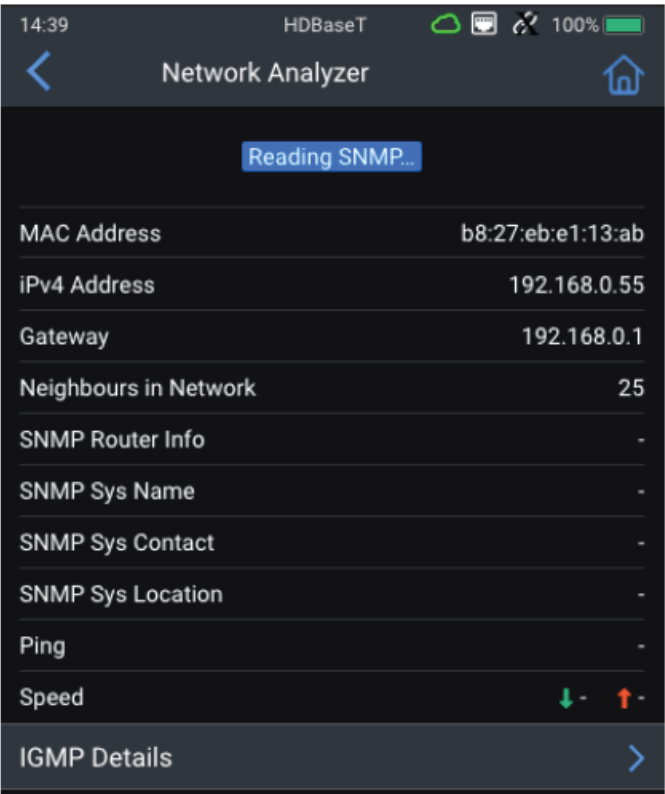 14:39 HDBaseT 100%
Network Analyzer
Reading SNMP...
MAC Address b8:27:eb:e1:13:ab
iPv4 Address 192.168.0.55
Gateway 192.168.0.1
Neighbours in Network 25
SNMP Router Info -
SNMP Sys Name -
SNMP Sys Contact -
SNMP Sys Location -
Ping -
Speed - -
IGMP Details